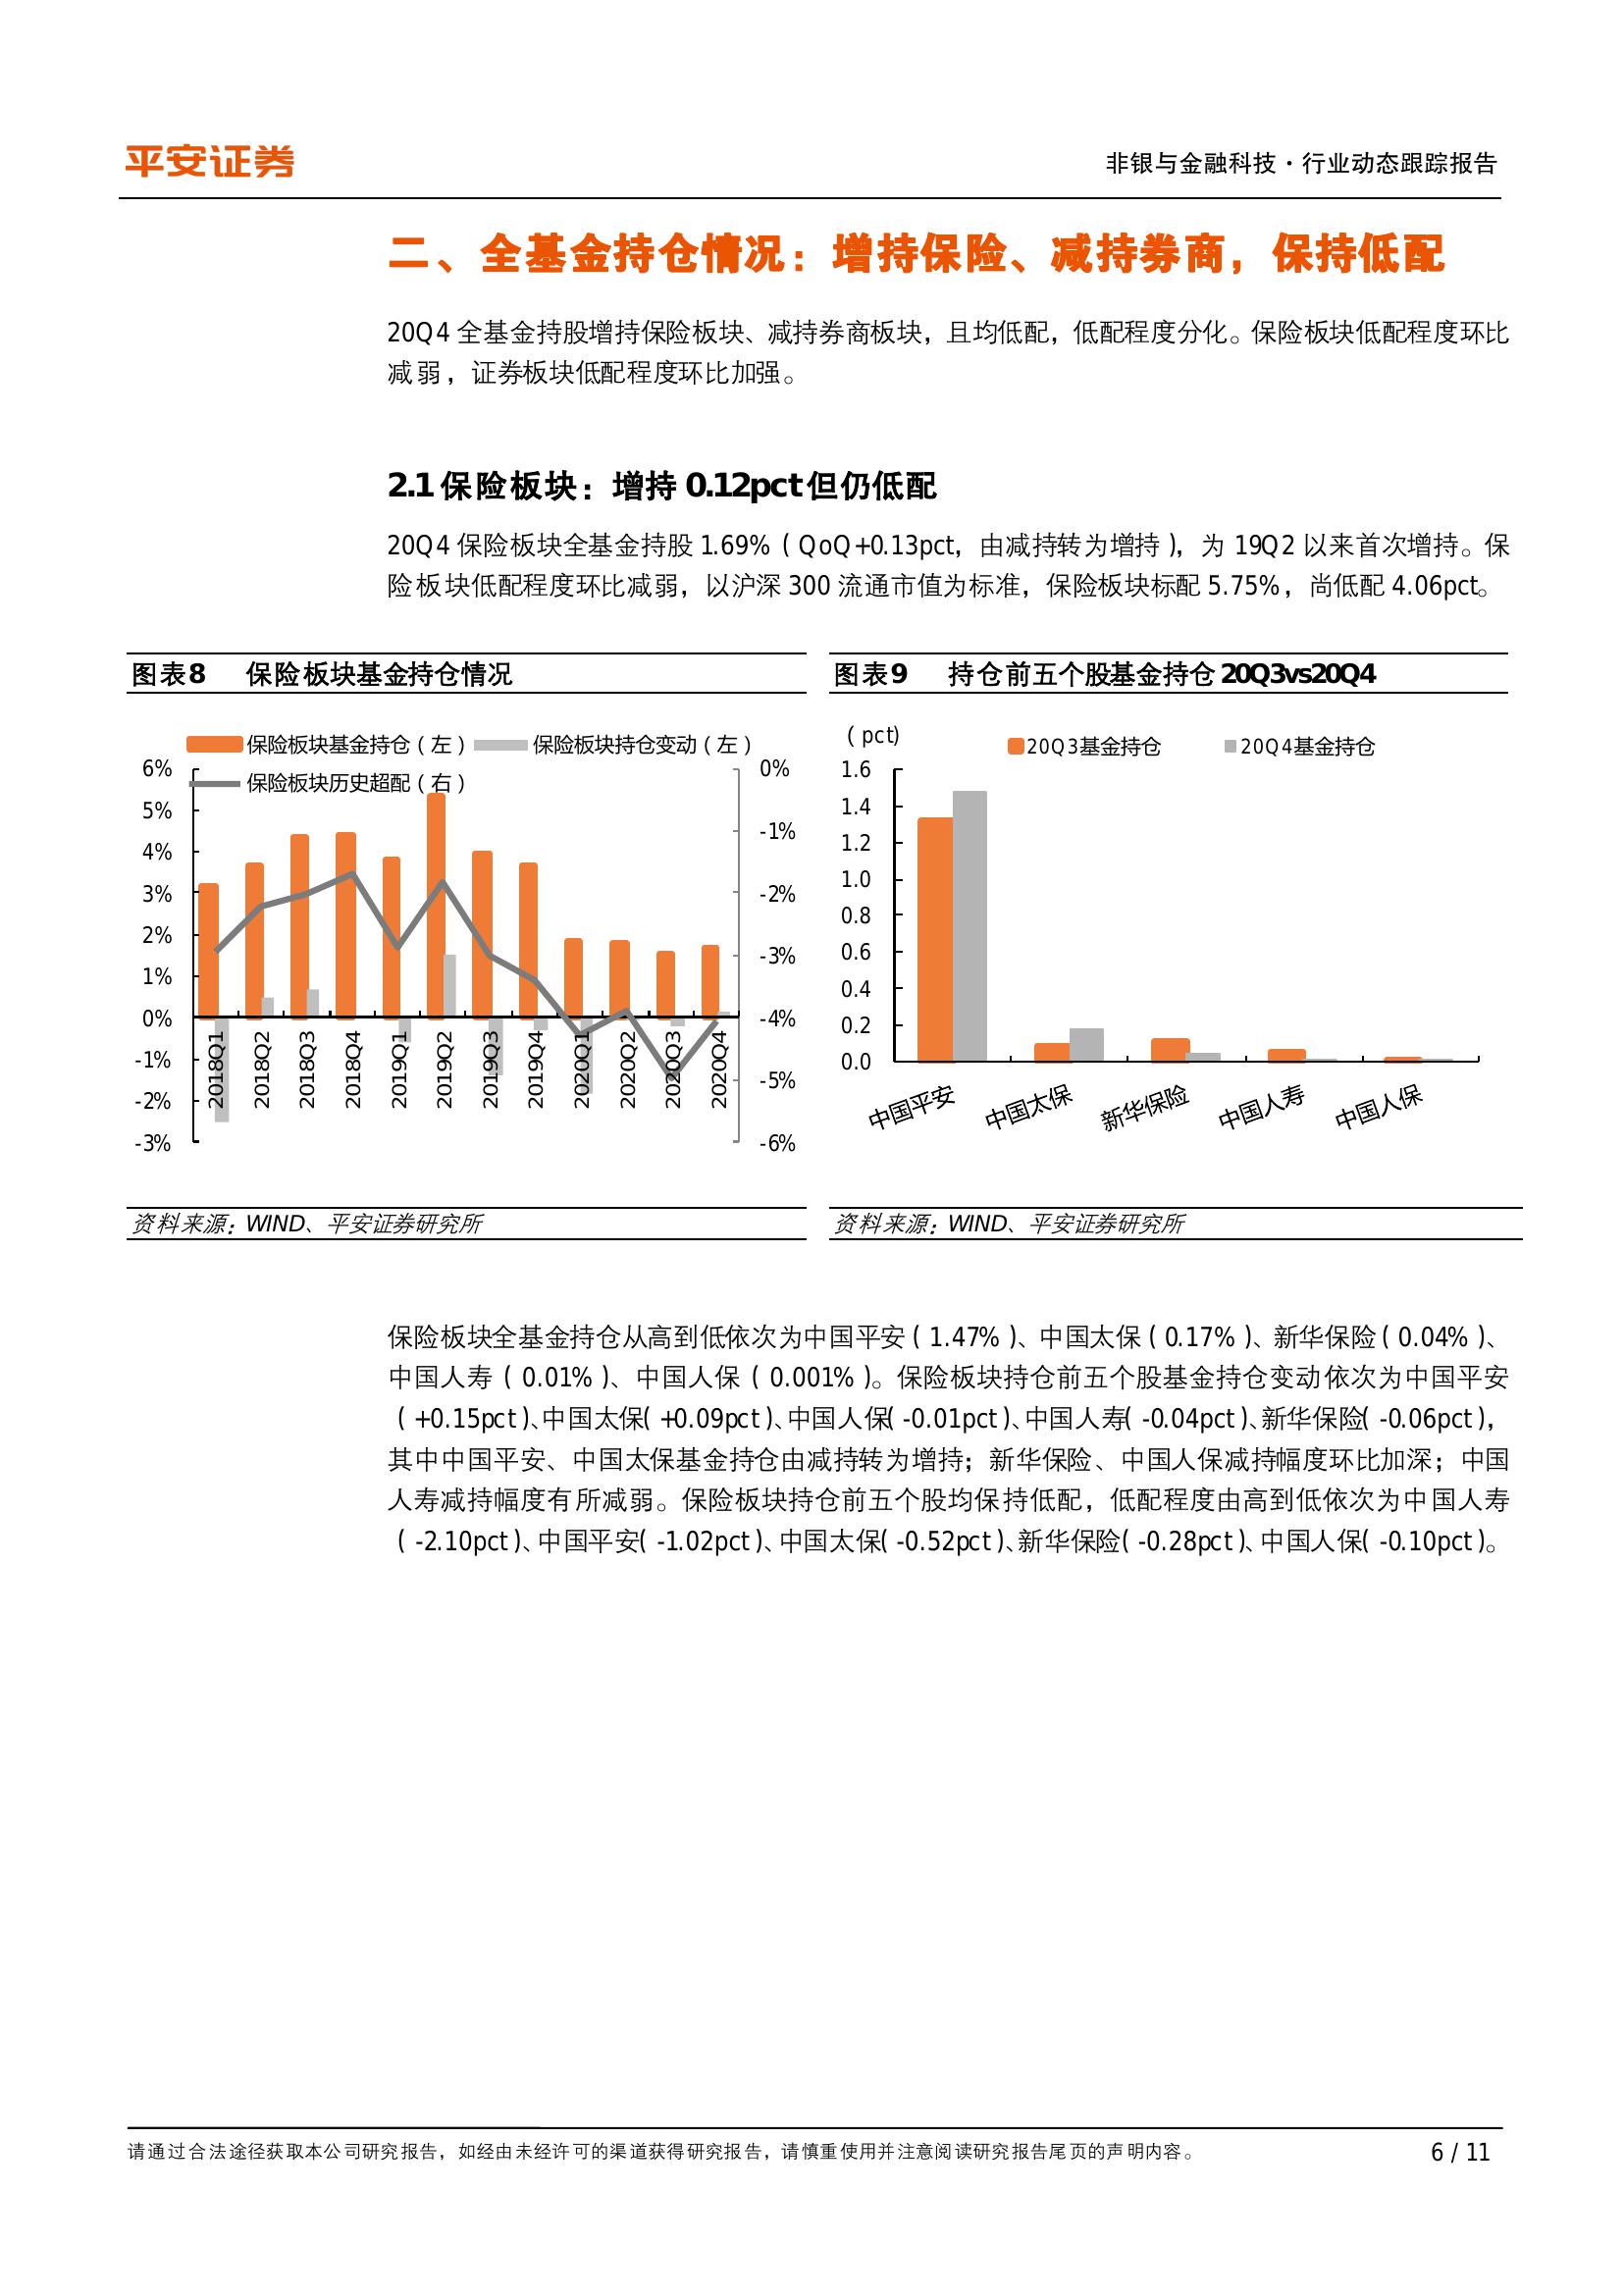 平安证券
非银与金融科技·行业动态跟踪报告
二、全基金持仓情况：增持保险、减持券商，保持低配
20Q4 全基金持股增持保险板块、减持券商板块，且均低配，低配程度分化。保险板块低配程度环比
减弱，证券板块低配程度环比加强。
2.1 保险板块：增持 0.12pct 但仍低配
20Q4 保险板块全基金持股 1.69%（QoQ+0.13pct，由减持转为增持），为 19Q2 以来首次增持。保
险板块低配程度环比减弱，以沪深 300 流通市值为标准，保险板块标配 5.75%，尚低配 4.06pct。
图表8 保险板块基金持仓情况
保险板块基金持仓（左） 保险板块持仓变动（左）
保险板块历史超配（右）
6%
5%
4%
3%
2%
1%
0%
-1%
-2%
-3%
0%
-1%
-2%
-3%
-4%
-5%
-6%
2018Q1 2018Q2 2018Q3 2018Q4 2019Q1 2019Q2 2019Q3 2019Q4 2020Q1 2020Q2 2020Q3 2020Q4
资料来源：WIND、平安证券研究所
图表9 持仓前五个股基金持仓 20Q3vs20Q4
（pct）
20Q3基金持仓 20Q4基金持仓
1.6
1.4
1.2
1.0
0.8
0.6
0.4
0.2
0.0
中国平安 中国太保 新华保险 中国人寿 中国人保
资料来源：WIND、平安证券研究所
保险板块全基金持仓从高到低依次为中国平安（1.47%）、中国太保（0.17%）、新华保险（0.04%）、
中国人寿（0.01%）、中国人保（0.001%）。保险板块持仓前五个股基金持仓变动依次为中国平安
（+0.15pct）、中国太保（+0.09pct）、中国人保（-0.01pct）、中国人寿（-0.04pct）、新华保险（-0.06pct），
其中中国平安、中国太保基金持仓由减持转为增持；新华保险、中国人保减持幅度环比加深；中国
人寿减持幅度有所减弱。保险板块持仓前五个股均保持低配，低配程度由高到低依次为中国人寿
（-2.10pct）、中国平安（-1.02pct）、中国太保（-0.52pct）、新华保险（-0.28pct）、中国人保（-0.10pct）。
请通过合法途径获取本公司研究报告，如经由未经许可的渠道获得研究报告，请慎重使用并注意阅读研究报告尾页的声明内容。
6 / 11